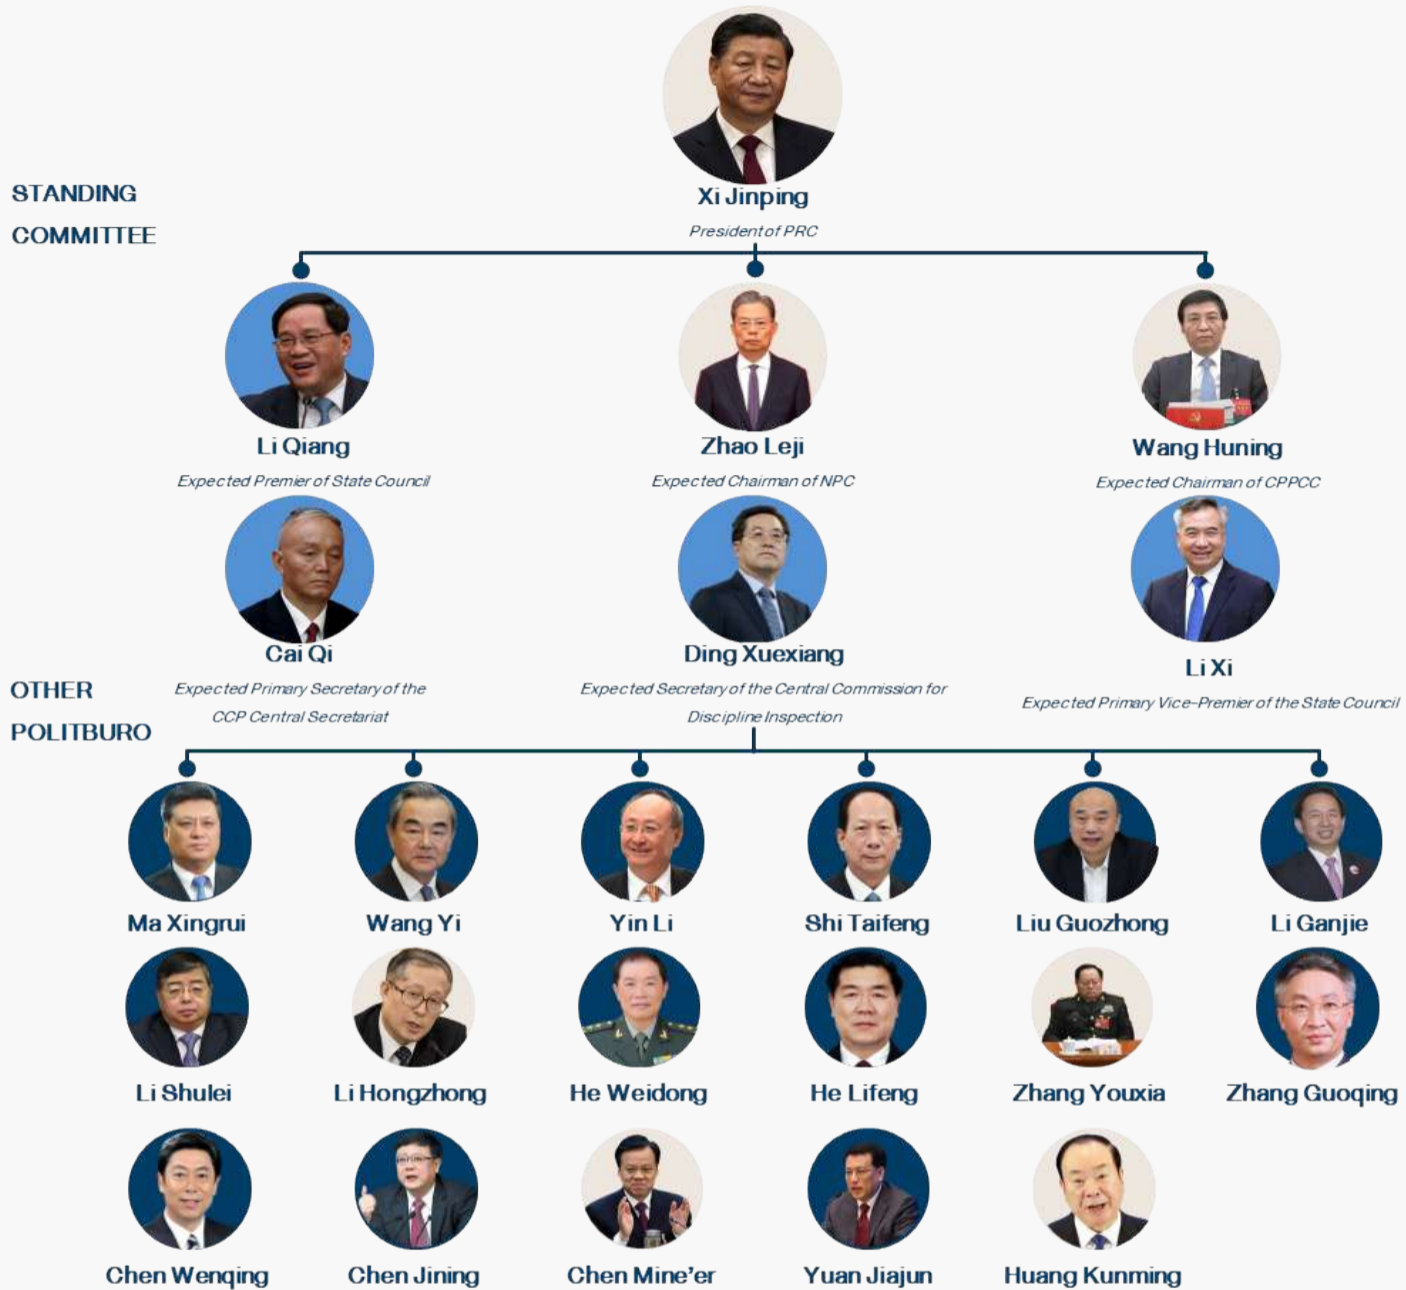 Xi Jinping
STANDING
COMMITTEE
President of PRC
Li Qiang
Zhao Leji
Wang Huning
Expected Premier of State Council
Expected Chairman of NPC
Expected Chairman of CPPCC
Cai Qi
Ding Xuexiang
Li Xi
Expected Primary Secretary of the
CCP Central Secretariat
Expected Secretary of the Central Commission for
Discipline Inspection
Expected Primary Vice-Premier of the State Council
OTHER
POLITBURO
Ma Xingrui
Wang Yi
Yin Li
Shi Taifeng
Liu Guozhong
Li Ganjie
Li Shulei
Li Hongzhong
He Weidong
He Lifeng
Zhang Youxia
Zhang Guoqing
Chen Wenqing
Chen Jining
Chen Mine'er
Yuan Jiajun
Huang Kunming